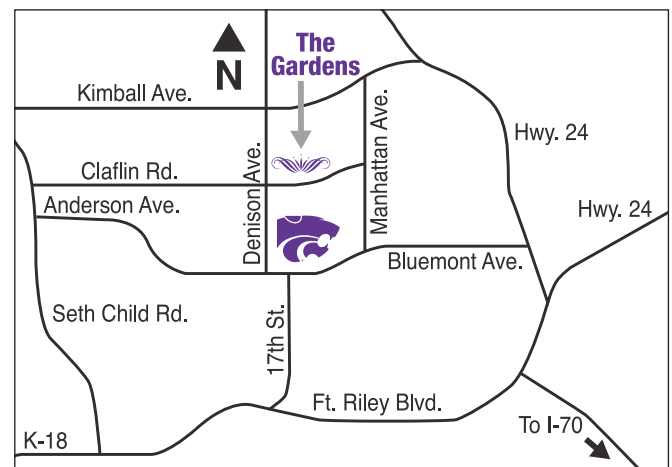 The
Gardens
N
Kimball Ave.
Hwy. 24
Manhattan Ave.
Claflin Rd.
Denison Ave.
Anderson Ave.
Hwy. 24
Bluemont Ave.
Seth Child Rd.
17th St.
Ft. Riley Blvd.
To I-70
K-18